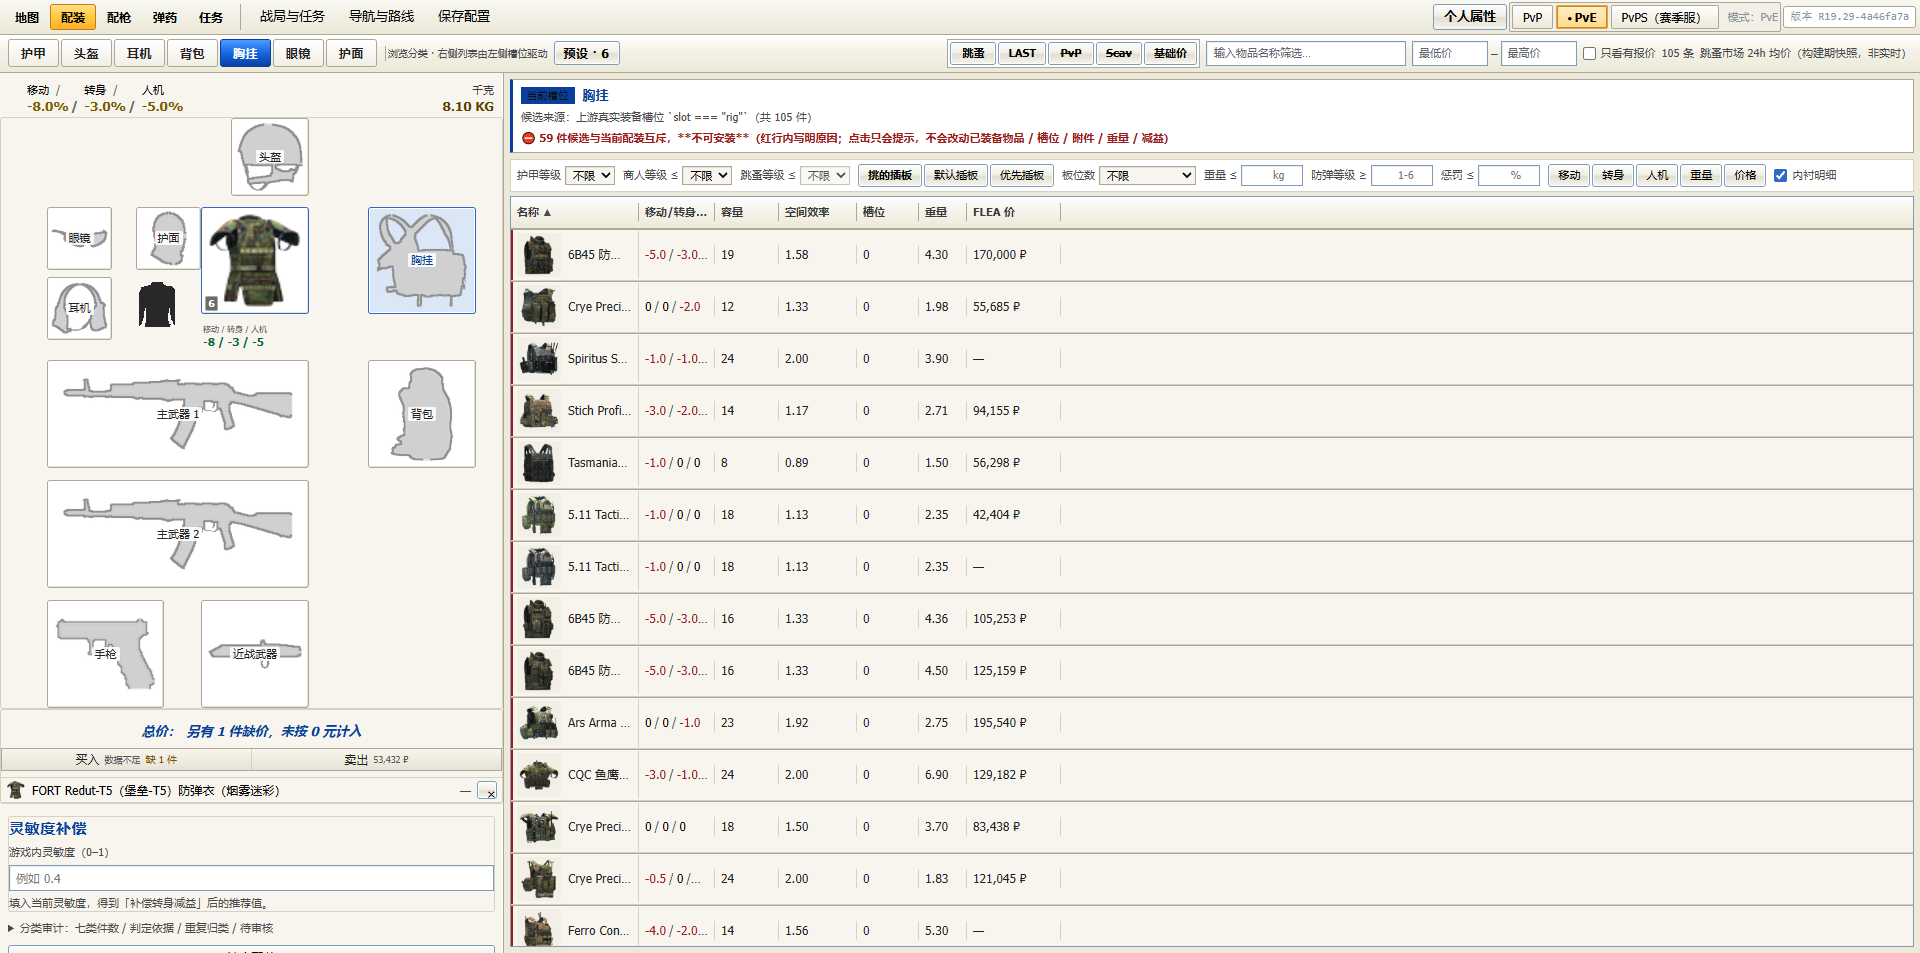 地图 配装 配枪 弹药 任务 战局与任务 导航与路线 保存配置 个人属性 PvP • PvE PvPS（赛季服） 模式：PvE 版本 R19.29-4a46fa7a
护甲 头盔 耳机 背包 胸挂 眼镜 护面 浏览分类 · 右侧列表由左侧槽位驱动 预设 · 6 跳蚤 LAST PvP Scav 基础价 输入物品名称筛选... 最低价 – 最高价 只看有报价 105 条 跳蚤市场 24h 均价（构建期快照，非实时）
移动 / 转身 / 人机 千克
-8.0% / -3.0% / -5.0% 8.10 KG
头盔
眼镜 护面 6 胸挂
耳机
移动 / 转身 / 人机
-8 / -3 / -5
主武器 1 背包
主武器 2
手枪 近战武器
总价： 另有 1 件缺价，未按 0 元计入
买入 数据不足 缺 1 件 卖出 53,432 ₽
FORT Redut-T5（堡垒-T5）防弹衣（烟雾迷彩） — ×
灵敏度补偿
游戏内灵敏度（0–1）
例如 0.4
填入当前灵敏度，得到「补偿转身减益」后的推荐值。
▶ 分类审计：七类件数 / 判定依据 / 重复归类 / 待审核
当前槽位 胸挂
候选来源：上游真实装备槽位 `slot === "rig"`（共 105 件）
⛔ 59 件候选与当前配装互斥，**不可安装**（红行内写明原因；点击只会提示，不会改动已装备物品 / 槽位 / 附件 / 重量 / 减益）
护甲等级 不限 商人等级 ≤ 不限 跳蚤等级 ≤ 不限 挑的插板 默认插板 优先插板 板位数 不限 重量 ≤ kg 防弹等级 ≥ 1-6 惩罚 ≤ % 移动 转身 人机 重量 价格 内衬明细
名称 ▲ 移动/转身... 容量 空间效率 槽位 重量 FLEA 价
6B45 防... -5.0 / -3.0... 19 1.58 0 4.30 170,000 ₽
Crye Preci... 0 / 0 / -2.0 12 1.33 0 1.98 55,685 ₽
Spiritus S... -1.0 / -1.0... 24 2.00 0 3.90 —
Stich Profi... -3.0 / -2.0... 14 1.17 0 2.71 94,155 ₽
Tasmania... -1.0 / 0 / 0 8 0.89 0 1.50 56,298 ₽
5.11 Tacti... -1.0 / 0 / 0 18 1.13 0 2.35 42,404 ₽
5.11 Tacti... -1.0 / 0 / 0 18 1.13 0 2.35 —
6B45 防... -5.0 / -3.0... 16 1.33 0 4.36 105,253 ₽
6B45 防... -5.0 / -3.0... 16 1.33 0 4.50 125,159 ₽
Ars Arma ... 0 / 0 / -1.0 23 1.92 0 2.75 195,540 ₽
CQC 鱼鹰... -3.0 / -1.0... 24 2.00 0 6.90 129,182 ₽
Crye Preci... 0 / 0 / 0 18 1.50 0 3.70 83,438 ₽
Crye Preci... -0.5 / 0 /... 24 2.00 0 1.83 121,045 ₽
Ferro Con... -4.0 / -2.0... 14 1.56 0 5.30 —